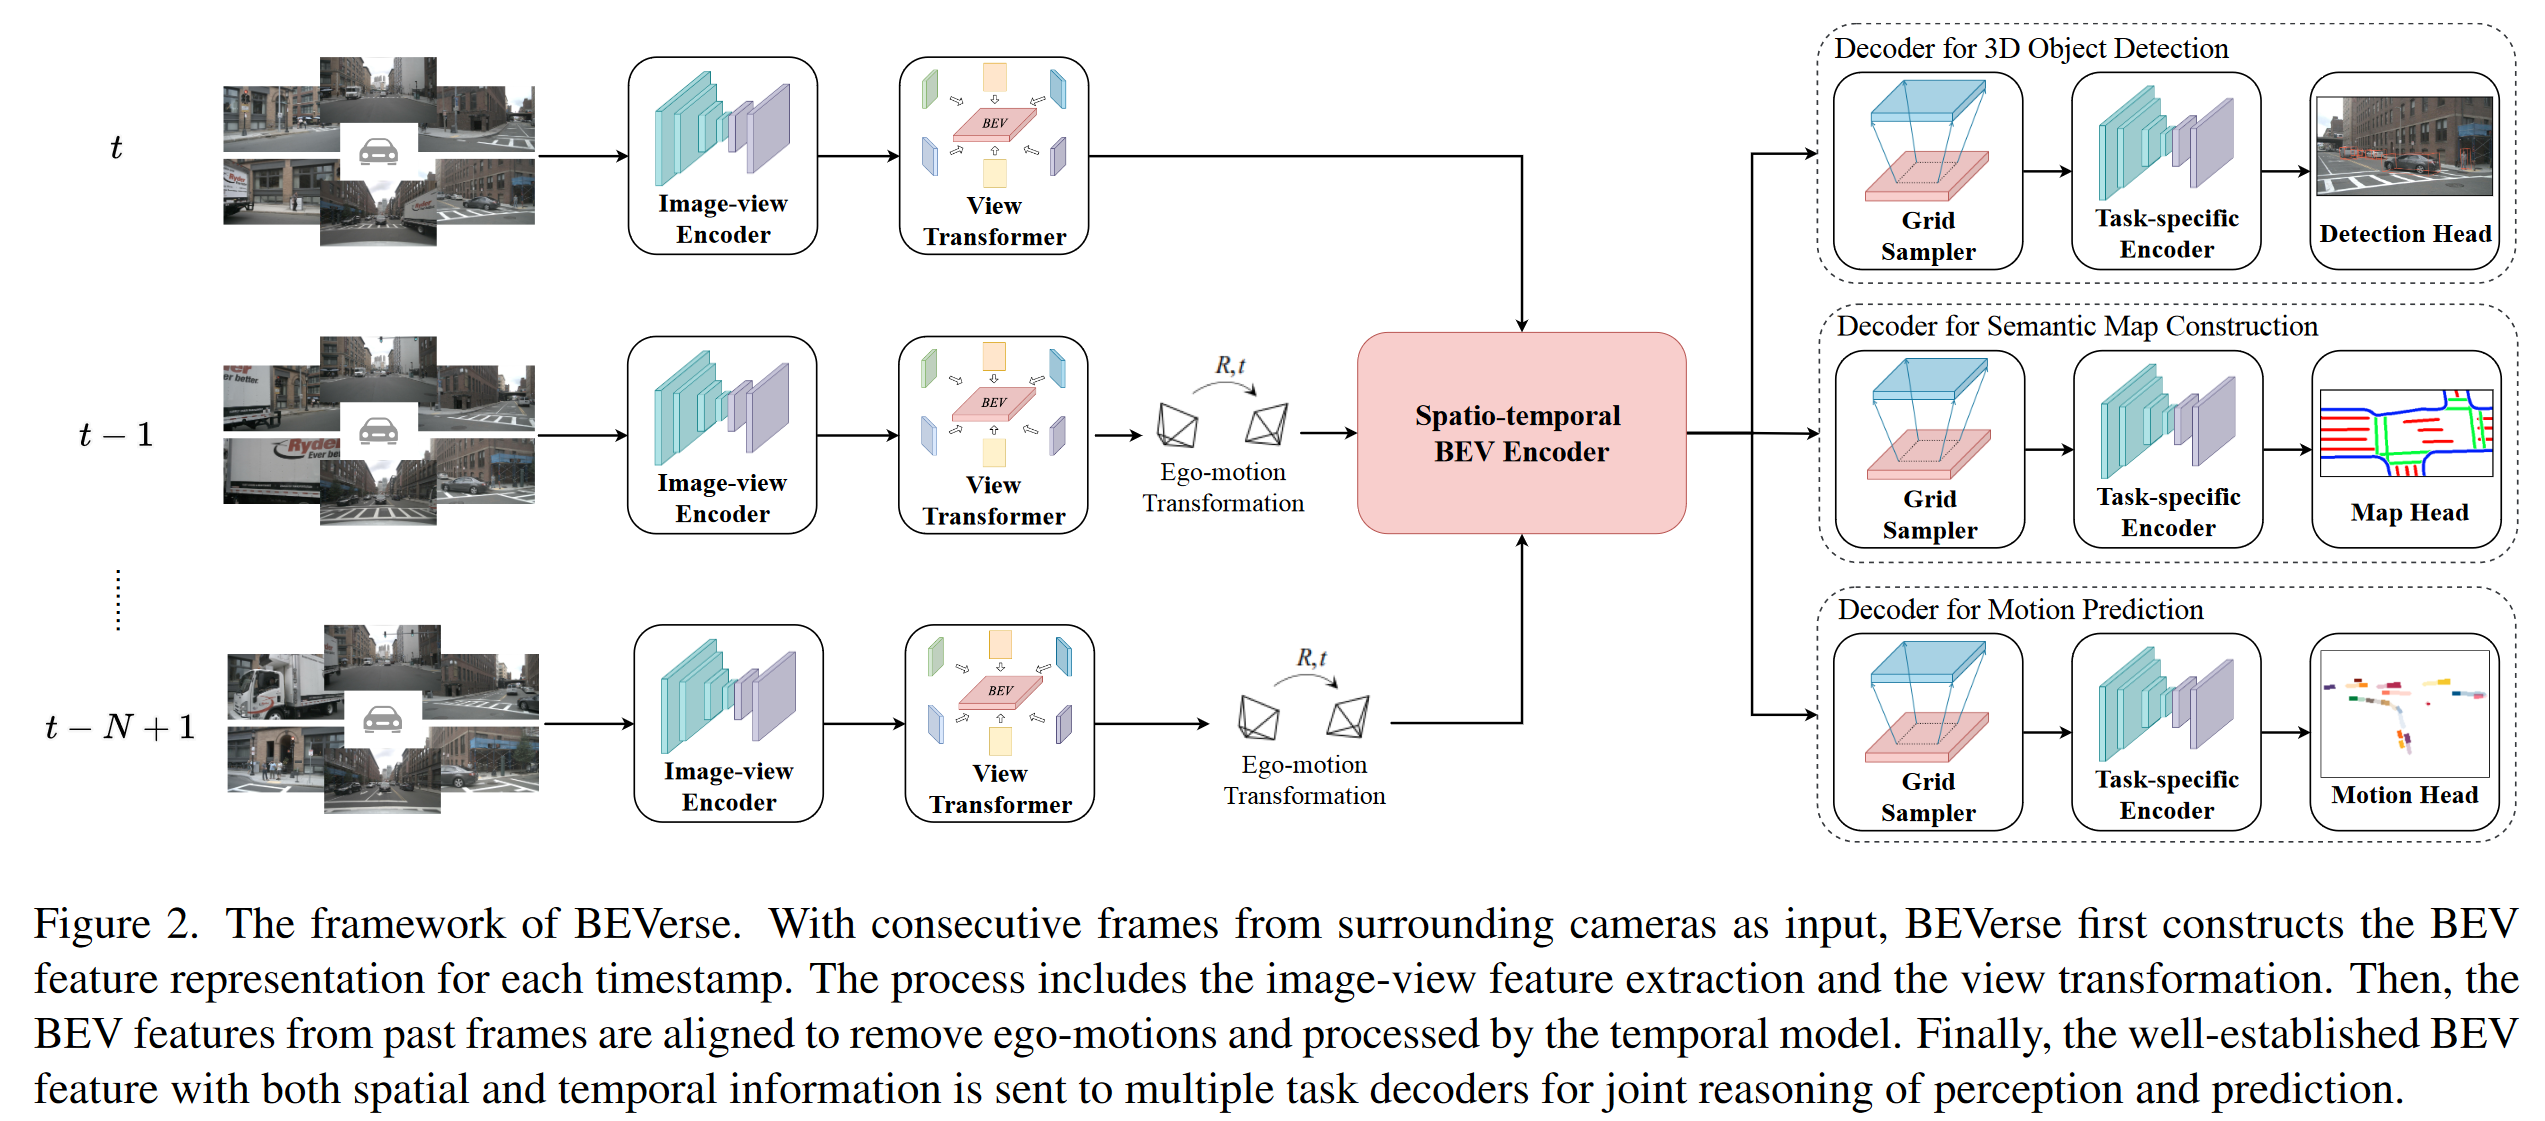 t
Image-view
Encoder
BEV
View
Transformer
t − 1
Image-view
Encoder
BEV
View
Transformer
R,t
Ego-motion
Transformation
t − N + 1
Image-view
Encoder
BEV
View
Transformer
R,t
Ego-motion
Transformation
Spatio-temporal
BEV Encoder
Decoder for 3D Object Detection
Grid
Sampler
Task-specific
Encoder
Detection Head
Decoder for Semantic Map Construction
Grid
Sampler
Task-specific
Encoder
Map Head
Decoder for Motion Prediction
Grid
Sampler
Task-specific
Encoder
Motion Head
Figure 2. The framework of BEVerse. With consecutive frames from surrounding cameras as input, BEVerse first constructs the BEV
feature representation for each timestamp. The process includes the image-view feature extraction and the view transformation. Then, the
BEV features from past frames are aligned to remove ego-motions and processed by the temporal model. Finally, the well-established BEV
feature with both spatial and temporal information is sent to multiple task decoders for joint reasoning of perception and prediction.